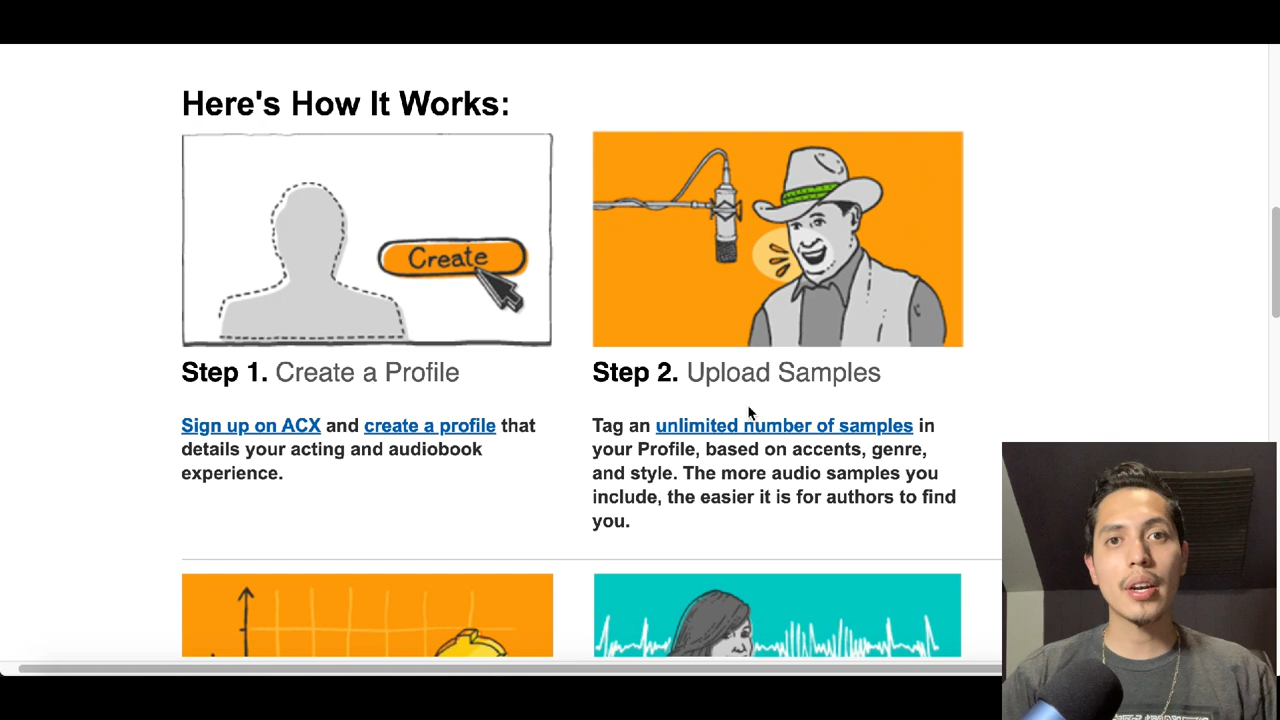 Here's How It Works:
Create
Step 1. Create a Profile
Sign up on ACX and create a profile that
details your acting and audiobook
experience.
Step 2. Upload Samples
Tag an unlimited number of samples in
your Profile, based on accents, genre,
and style. The more audio samples you
include, the easier it is for authors to find
you.